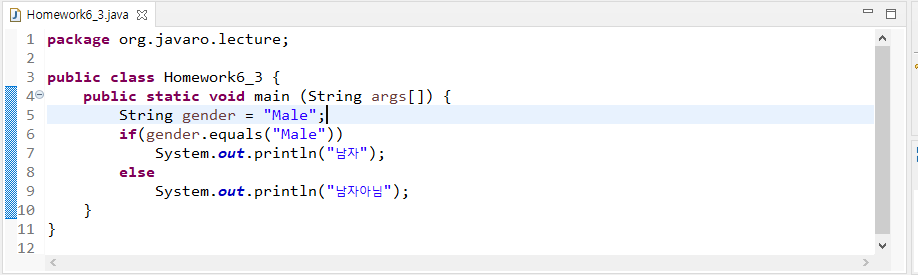 Homework6_3.java
1 package org.javaro.lecture;
2
3 public class Homework6_3 {
4 public static void main (String args[]) {
5 String gender = "Male";
6 if(gender.equals("Male"))
7 System.out.println("남자");
8 else
9 System.out.println("남자아님");
10 }
11 }
12